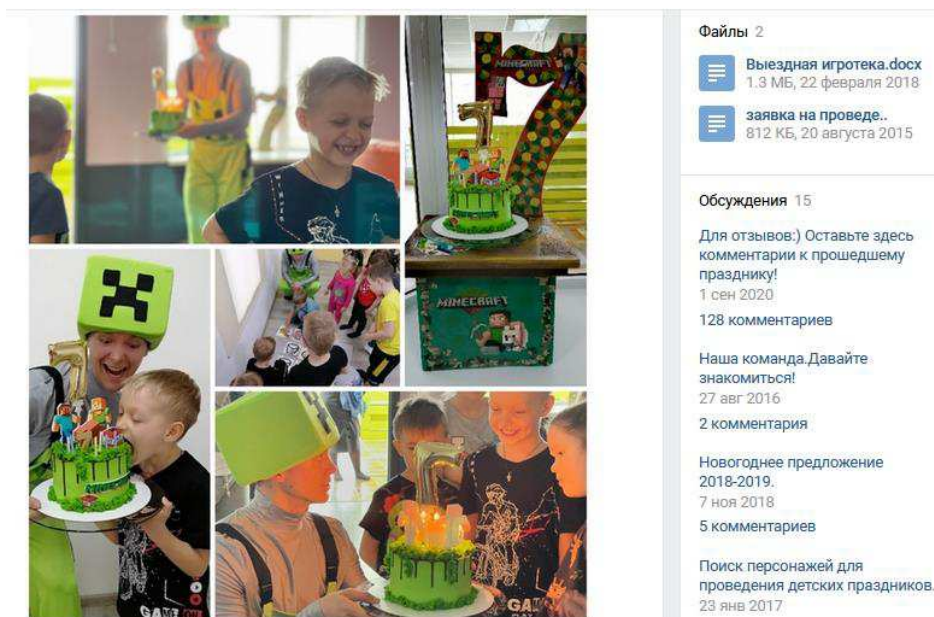 MINECRAFT
MINECRAFT
GAME
GAME
Файлы 2
Выездная игротека.docx
1.3 МБ, 22 февраля 2018
заявка на проведе..
812 КБ, 20 августа 2015
Обсуждения 15
Для отзывов:) Оставьте здесь
комментарии к прошедшему
празднику!
1 сен 2020
128 комментариев
Наша команда.Давайте
знакомиться!
27 авг 2016
2 комментария
Новогоднее предложение
2018-2019.
7 ноя 2018
5 комментариев
Поиск персонажей для
проведения детских праздников.
23 янв 2017